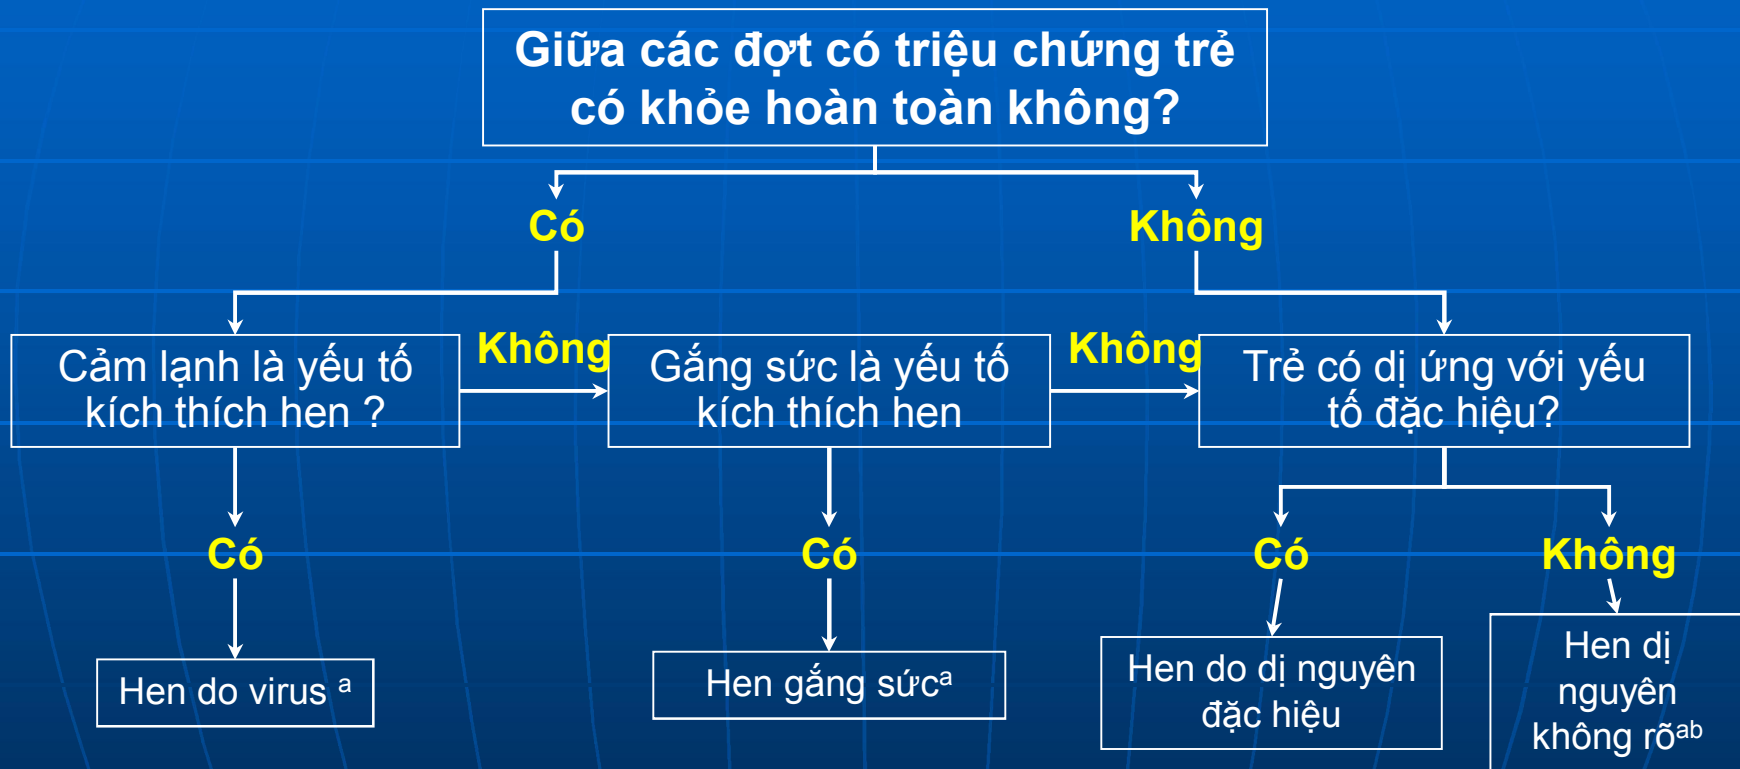 Giữa các đợt có triệu chứng trẻ
có khỏe hoàn toàn không?
Có
Không
Cảm lạnh là yếu tố
kích thích hen ?
Không
Gắng sức là yếu tố
kích thích hen
Không
Trẻ có dị ứng với yếu
tố đặc hiệu?
Có
Có
Có
Không
Hen do virus a
Hen gắng sứca
Hen do dị nguyên
đặc hiệu
Hen dị
nguyên
không rõab